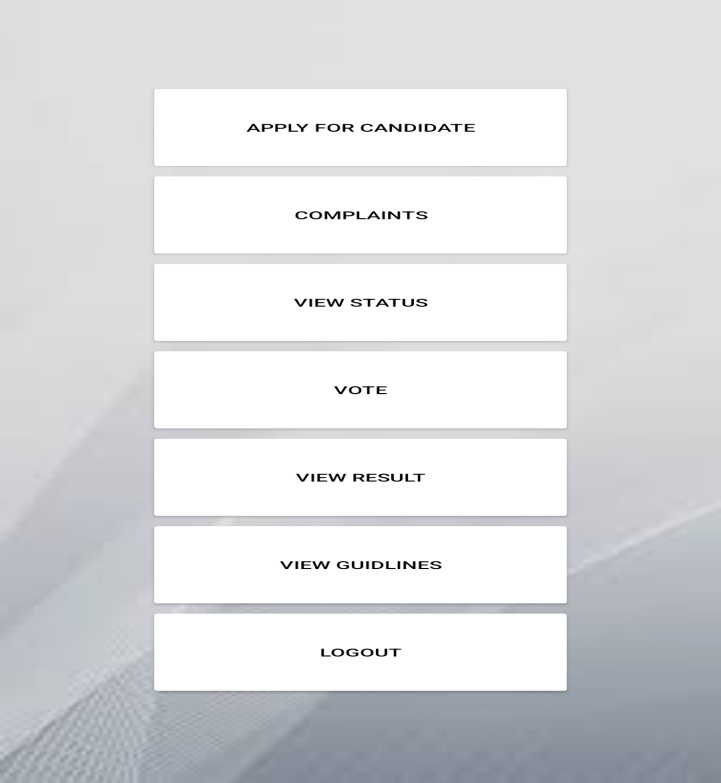 APPLY FOR CANDIDATE
COMPLAINTS
VIEW STATUS
VOTE
VIEW RESULT
VIEW GUIDLINES
LOGOUT